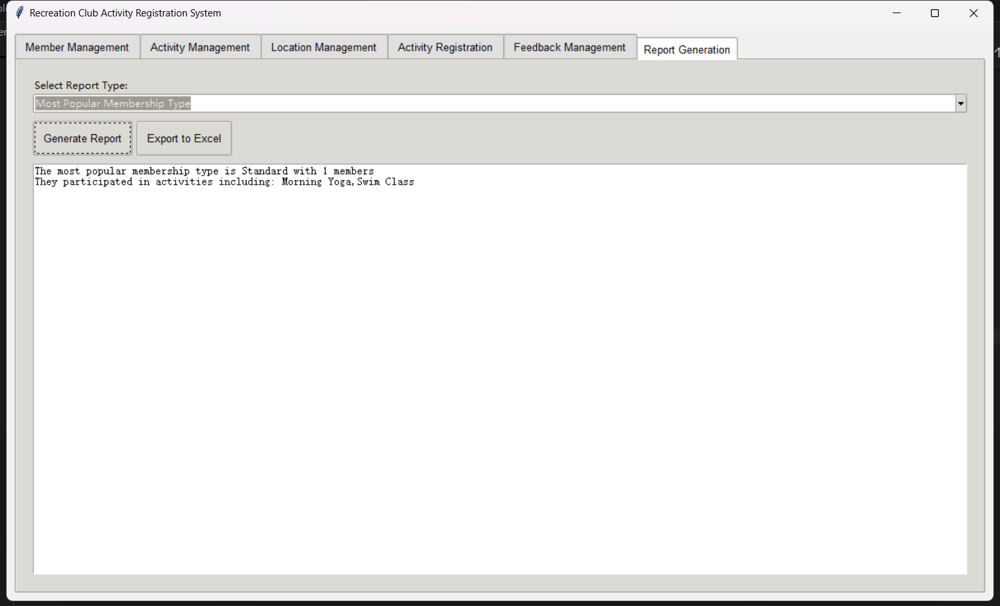 Recreation Club Activity Registration System
Member Management Activity Management Location Management Activity Registration Feedback Management Report Generation
Select Report Type:
Most Popular Membership Type
Generate Report Export to Excel
The most popular membership type is Standard with 1 members
They participated in activities including: Morning Yoga,Swim Class